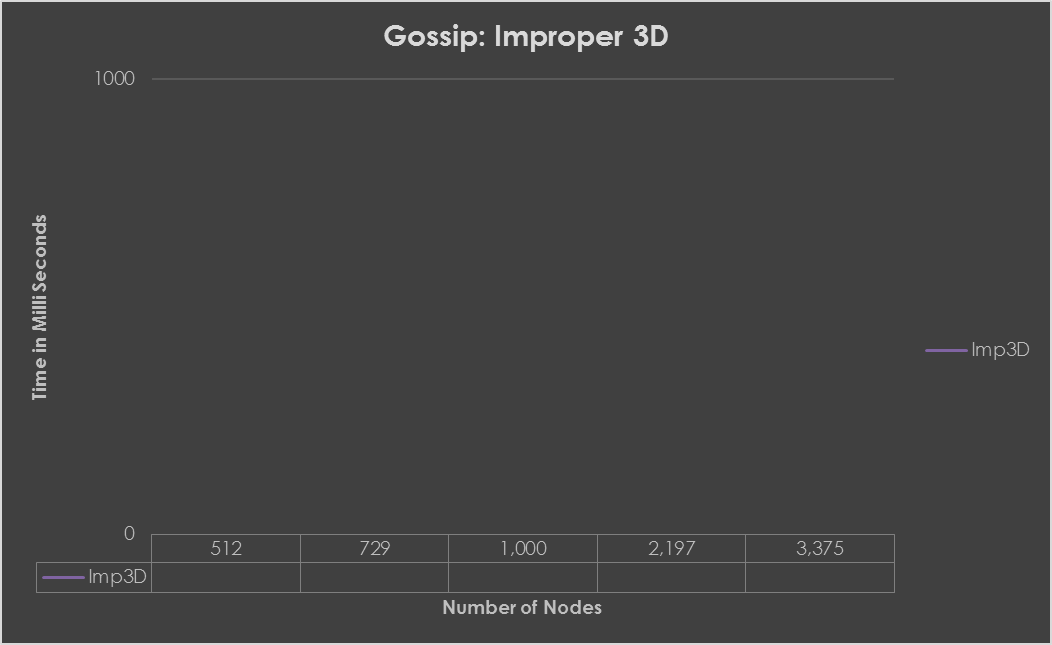 Gossip: Improper 3D
1000
Time in Milli Seconds
Imp3D
0
512 729 1,000 2,197 3,375
Imp3D
Number of Nodes